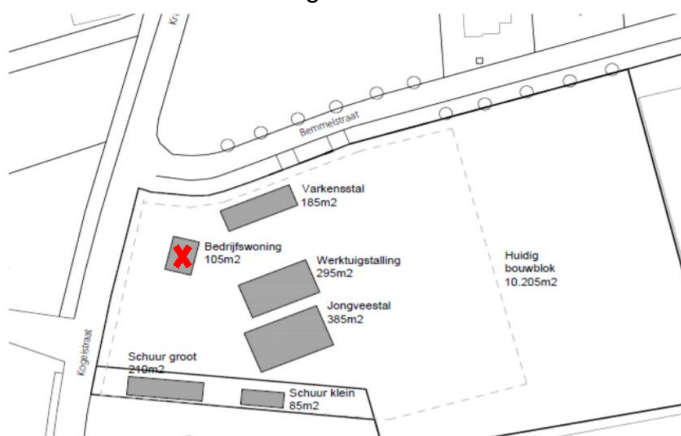 Bemmelstraat
Varkensstal
185m2
Bedrijfswoning
105m2
Werktuigstalling
295m2
Huidig
bouwblok
10.205m2
Jongveestal
385m2
Kogelstraat
Schuur groot
210m2
Schuur klein
85m2